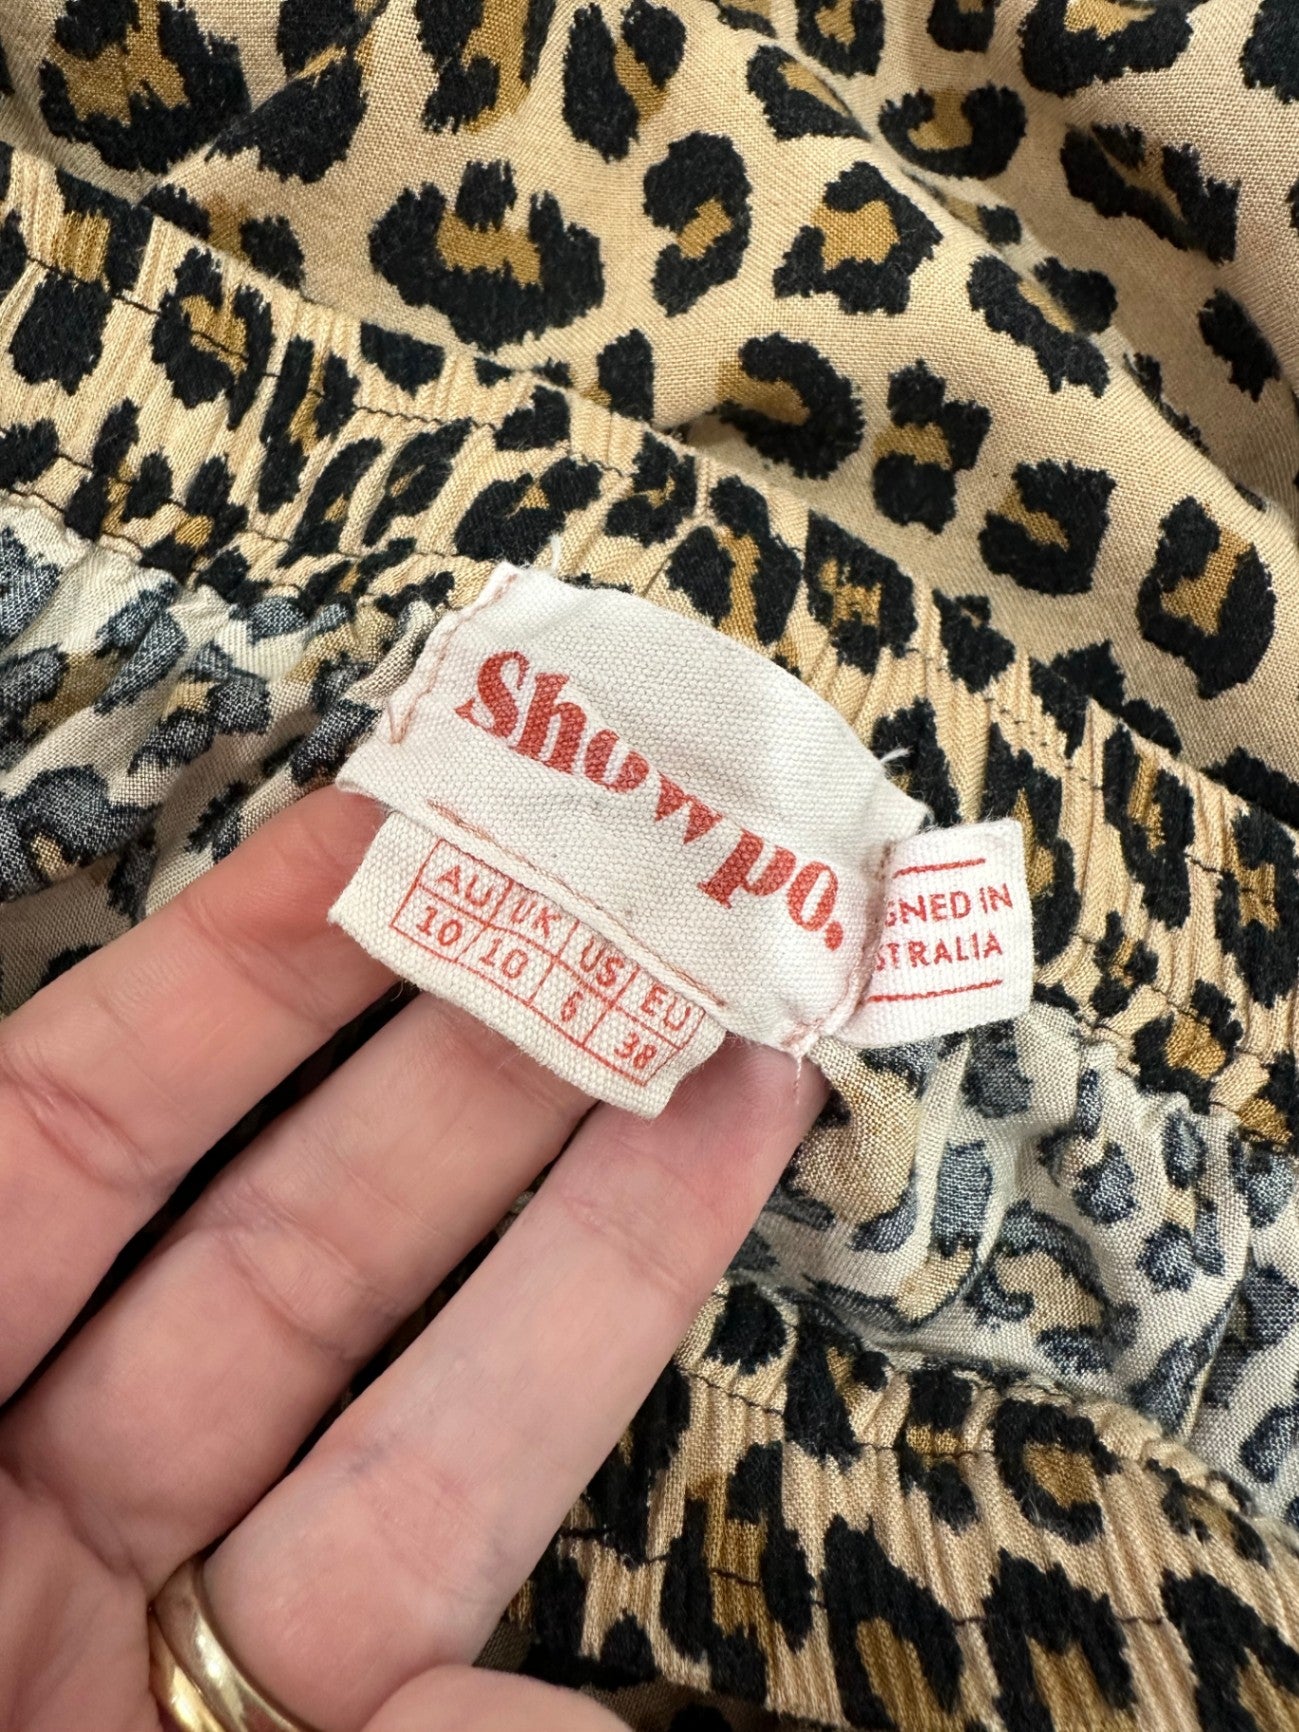 Showpo.
AU UK US EU
10/10 6 38
GNED IN
STRALIA